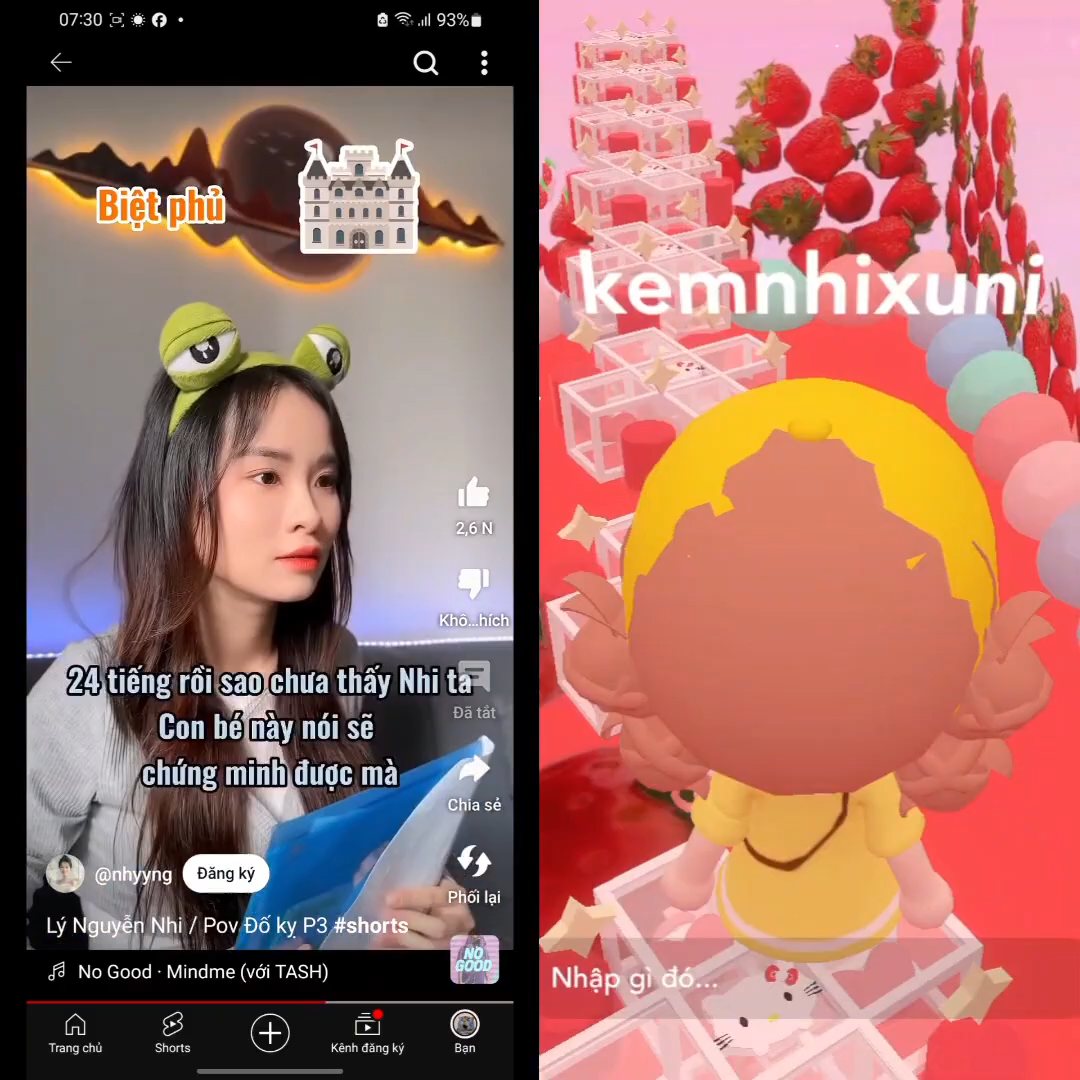 07:30
93%
Biệt phủ
2,6 N
Khô...hích
24 tiếng rồi sao chưa thấy Nhi ta
Con bé này nói sẽ
chứng minh được mà
Đã tắt
Chia sẻ
@nhyyng
Đăng ký
Phối lại
Lý Nguyễn Nhi / Pov Đố kỵ P3 #shorts
No Good · Mindme (với TASH)
NO
GOOD
Trang chủ
Shorts
Kênh đăng ký
Bạn
kemnhixuni
Nhập gì đó...